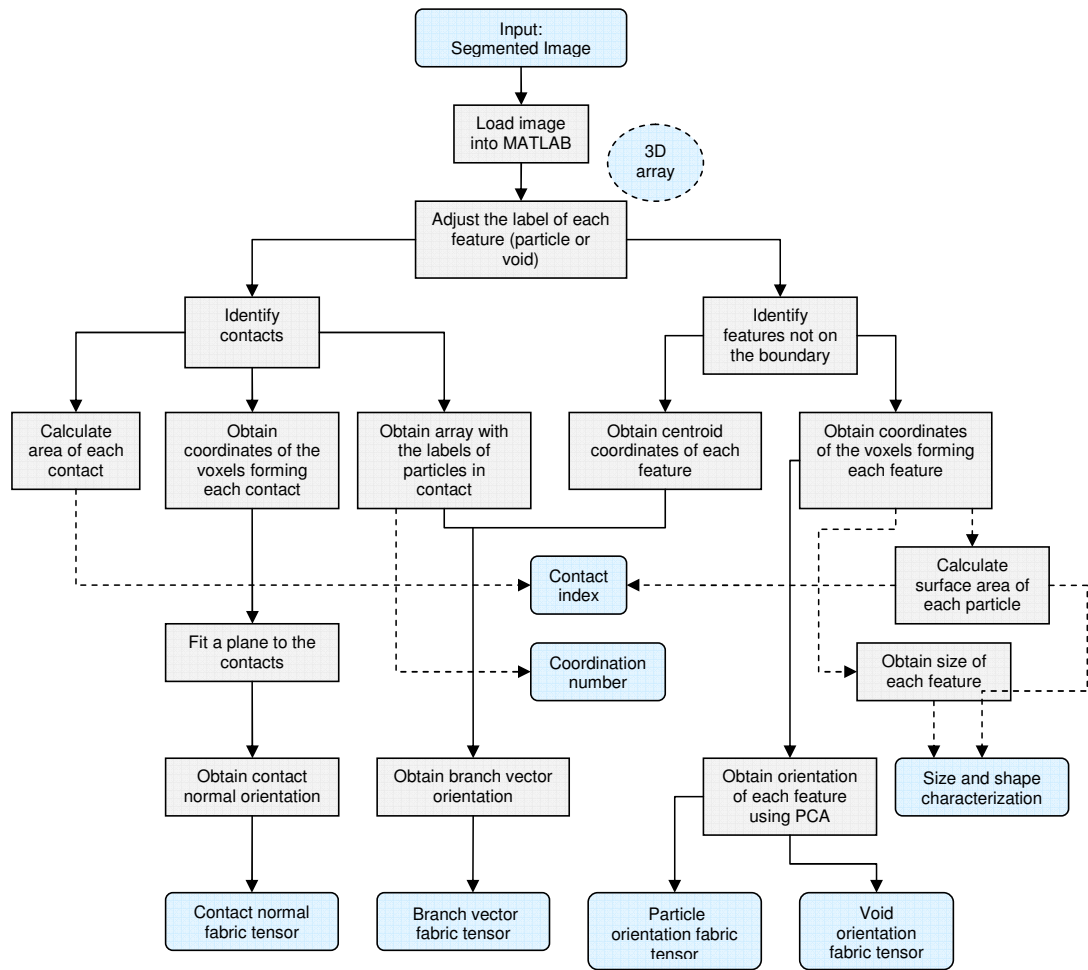 Input:
Segmented Image
Load image
into MATLAB
3D
array
Adjust the label of each
feature (particle or
void)
Identify
contacts
Identify
features not on
the boundary
Calculate
area of each
contact
Obtain
coordinates of the
voxels forming
each contact
Obtain array with
the labels of
particles in
contact
Obtain centroid
coordinates of each
feature
Obtain coordinates
of the voxels forming
each feature
Contact
index
Calculate
surface area of
each particle
Fit a plane to the
contacts
Coordination
number
Obtain size of
each feature
Obtain contact
normal orientation
Obtain branch vector
orientation
Obtain orientation
of each feature
using PCA
Size and shape
characterization
Contact normal
fabric tensor
Branch vector
fabric tensor
Particle
orientation fabric
tensor
Void
orientation
fabric tensor